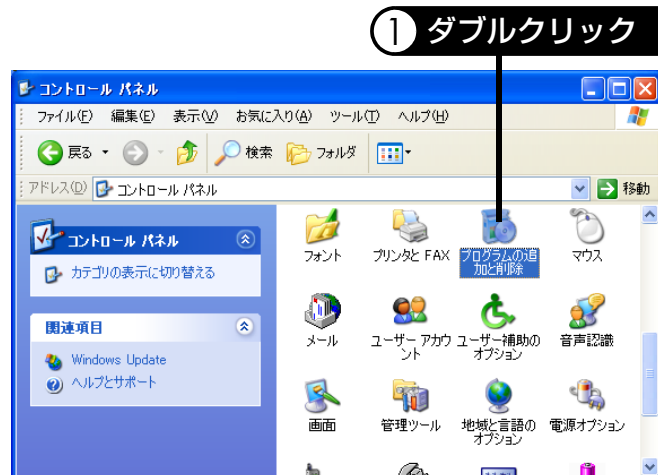 ① ダブルクリック
コントロール パネル
ファイル(F) 編集(E) 表示(V) お気に入り(A) ツール(T) ヘルプ(H)
戻る 検索 フォルダ
アドレス(D) コントロール パネル 移動
コントロール パネル
カテゴリの表示に切り替える
関連項目
Windows Update
ヘルプとサポート
フォント プリンタと FAX プログラムの追
加と削除 マウス
メール ユーザー アカウ
ント ユーザー補助の
オプション 音声認識
画面 管理ツール 地域と言語の
オプション 電源オプション